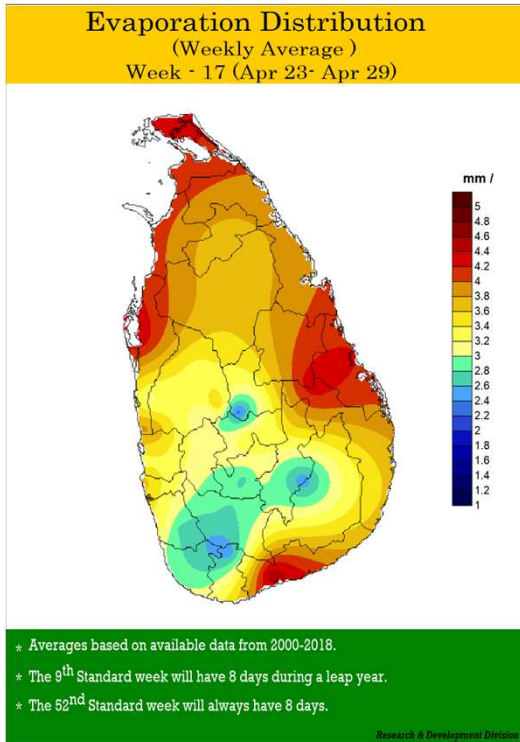 Evaporation Distribution
(Weekly Average )
Week - 17 (Apr 23- Apr 29)
mm /
5
4.8
4.6
4.4
4.2
4
3.8
3.6
3.4
3.2
3
2.8
2.6
2.4
2.2
2
1.8
1.6
1.4
1.2
1
* Averages based on available data from 2000-2018.
* The 9th Standard week will have 8 days during a leap year.
* The 52nd Standard week will always have 8 days.
Research & Development Division